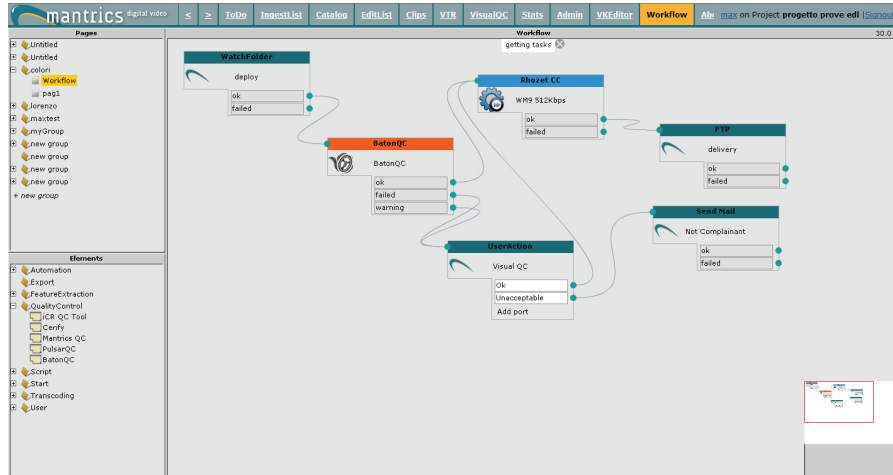 mantrics digital video < > ToDo IngestList Catalog EditList Clips VTR VisualQC Stats Admin VKEditor Workflow max on Project progetto prove edl |Signout
Pages
Untitled
Untitled
colori
Workflow
pag1
lorenzo
maxtest
myGroup
new group
new group
new group
new group
+ new group
Elements
Automation
Export
FeatureExtraction
QualityControl
iCR QC Tool
Cerify
Mantrics QC
PulsarQC
BatonQC
Script
Start
Transcoding
User
Workflow 30.0
getting tasks
WatchFolder
deploy
ok
failed
BatonQC
BatonQC
ok
failed
warning
Rhozet CC
WM9 512Kbps
ok
failed
FTP
delivery
ok
failed
UserAction
Visual QC
Ok
Unacceptable
Add port
Send Mail
Not Complainant
ok
failed